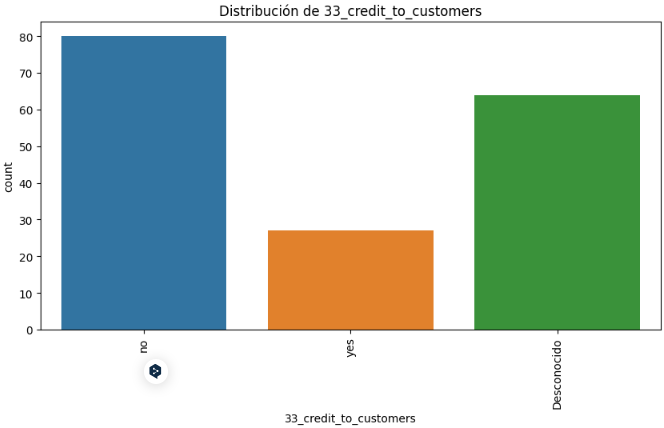 Distribución de 33_credit_to_customers
80
70
60
50
40
30
20
10
0
count
no
yes
Desconocido
33_credit_to_customers